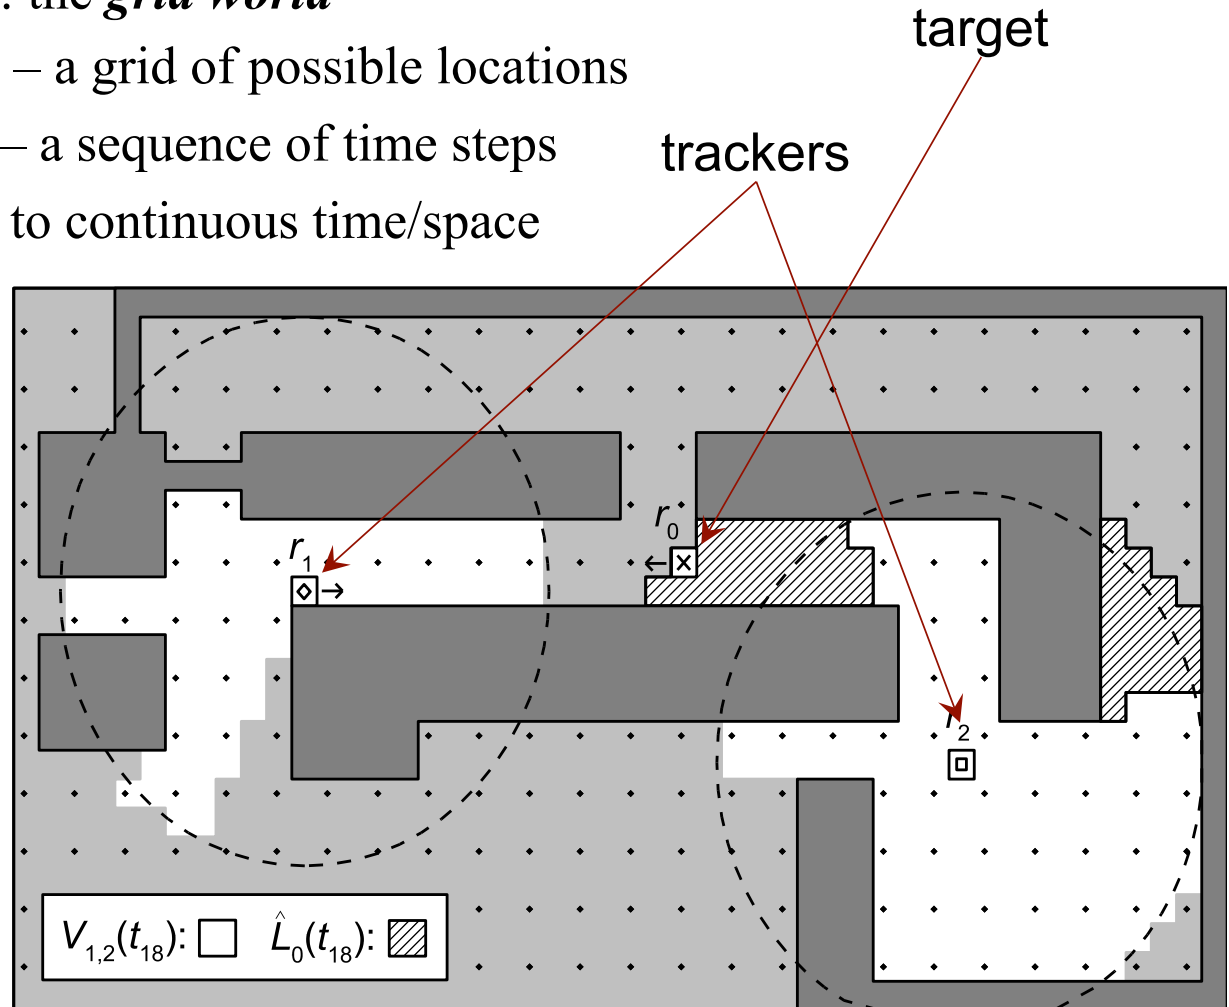 : the grid world
– a grid of possible locations
– a sequence of time steps
to continuous time/space
target
trackers
r0
r1
r2
V1,2(t18):
L̂0(t18):